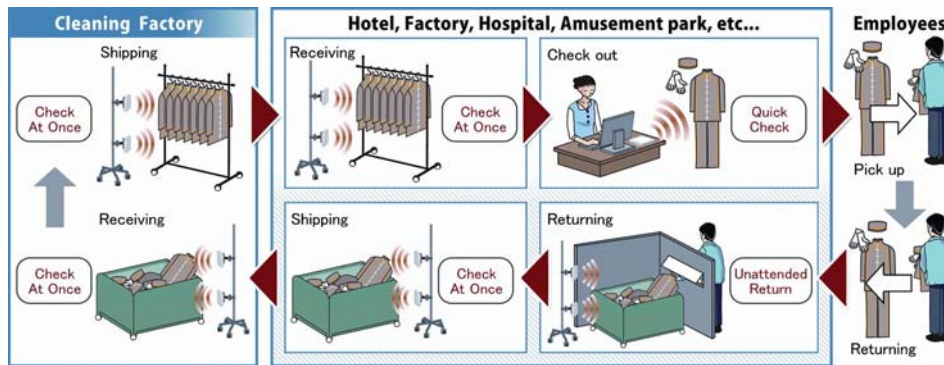 Cleaning Factory
Hotel, Factory, Hospital, Amusement park, etc...
Employees
Shipping
Check
At Once
Receiving
Check
At Once
Check out
Quick
Check
Pick up
Receiving
Check
At Once
Shipping
Check
At Once
Returning
Unattended
Return
Returning